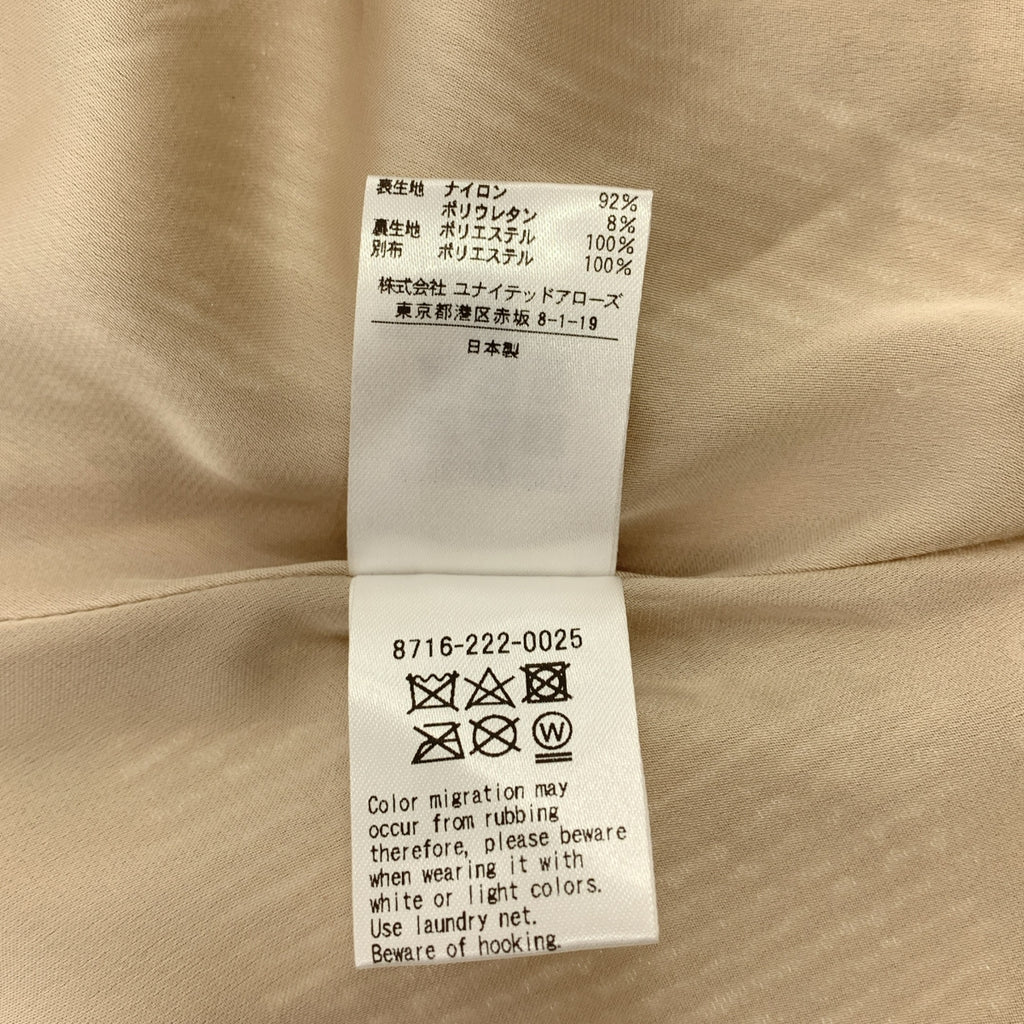 表生地 ナイロン 92%
ポリウレタン 8%
裏生地 ポリエステル 100%
別布 ポリエステル 100%
株式会社 ユナイテッドアローズ
東京都港区赤坂 8-1-19
日本製
8716-222-0025
W
Color migration may
occur from rubbing
therefore, please beware
when wearing it with
white or light colors.
Use laundry net.
Beware of hooking.